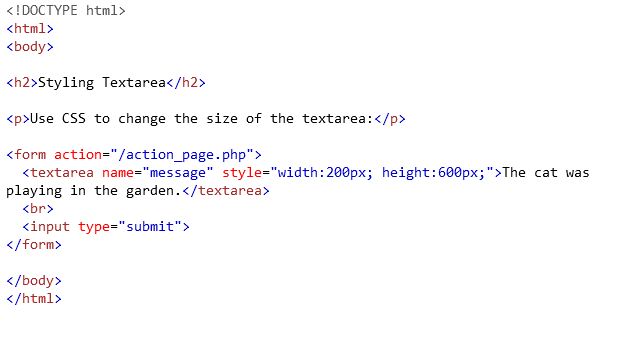 <!DOCTYPE html>
<html>
<body>
<h2>Styling Textarea</h2>
<p>Use CSS to change the size of the textarea:</p>
<form action="/action_page.php">
<textarea name="message" style="width:200px; height:600px;">The cat was
playing in the garden.</textarea>
<br>
<input type="submit">
</form>
</body>
</html>